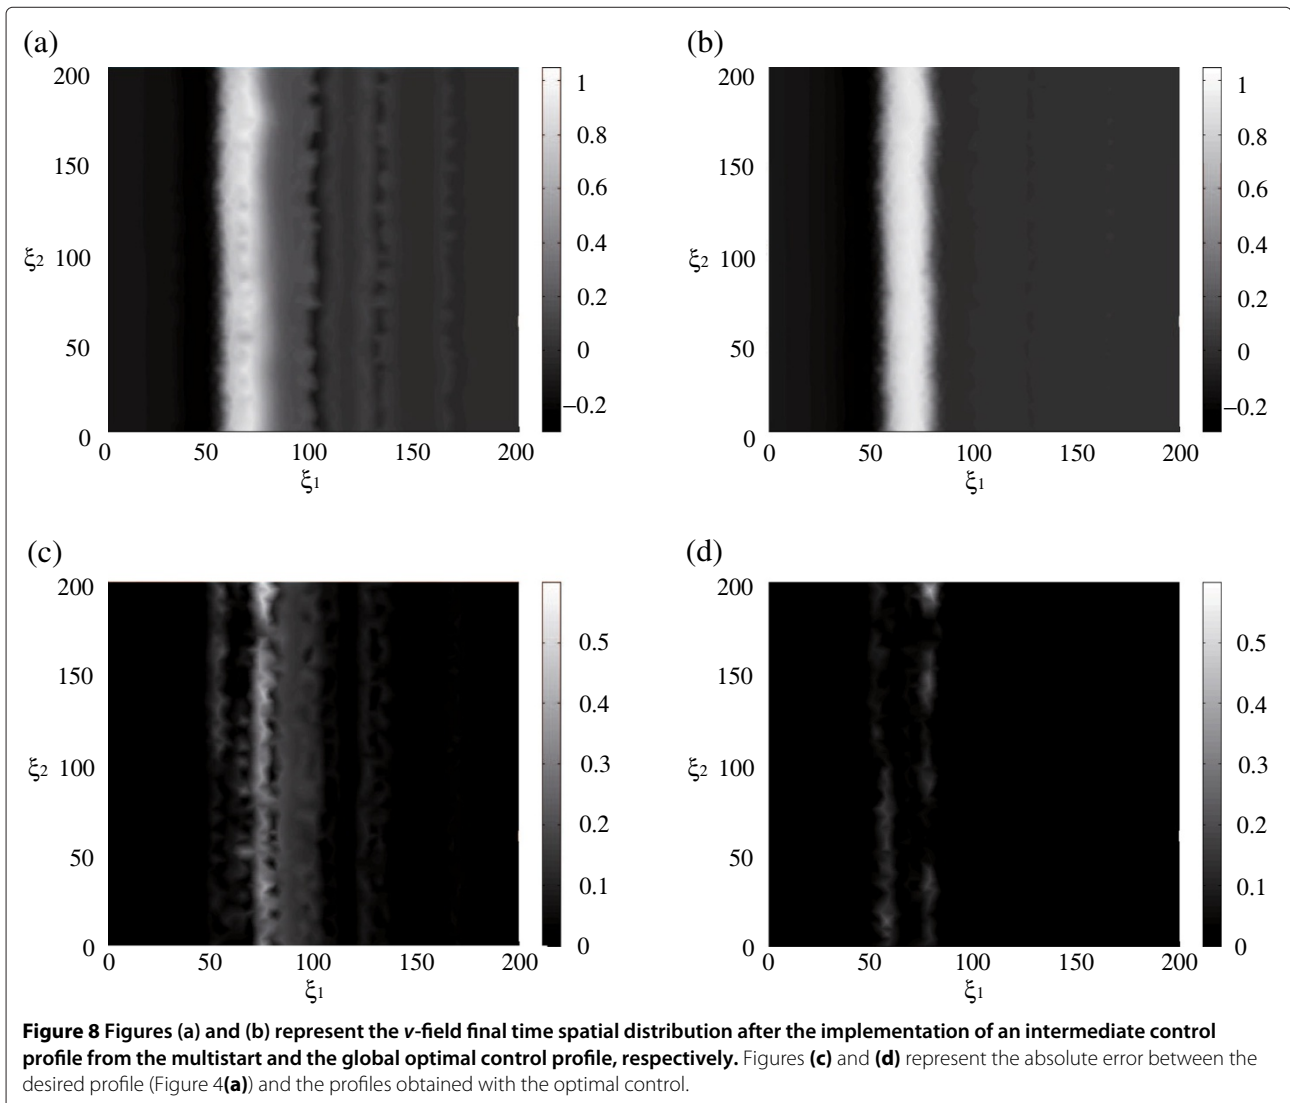 (a)
200
150
ξ2 100
50
0
0 50 100 150 200
ξ1
1
0.8
0.6
0.4
0.2
0
−0.2
(b)
200
150
ξ2 100
50
0
0 50 100 150 200
ξ1
1
0.8
0.6
0.4
0.2
0
−0.2
(c)
200
150
ξ2 100
50
0
0 50 100 150 200
ξ1
0.5
0.4
0.3
0.2
0.1
0
(d)
200
150
ξ2 100
50
0
0 50 100 150 200
ξ1
0.5
0.4
0.3
0.2
0.1
0
Figure 8 Figures (a) and (b) represent the v-field final time spatial distribution after the implementation of an intermediate control
profile from the multistart and the global optimal control profile, respectively. Figures (c) and (d) represent the absolute error between the
desired profile (Figure 4(a)) and the profiles obtained with the optimal control.